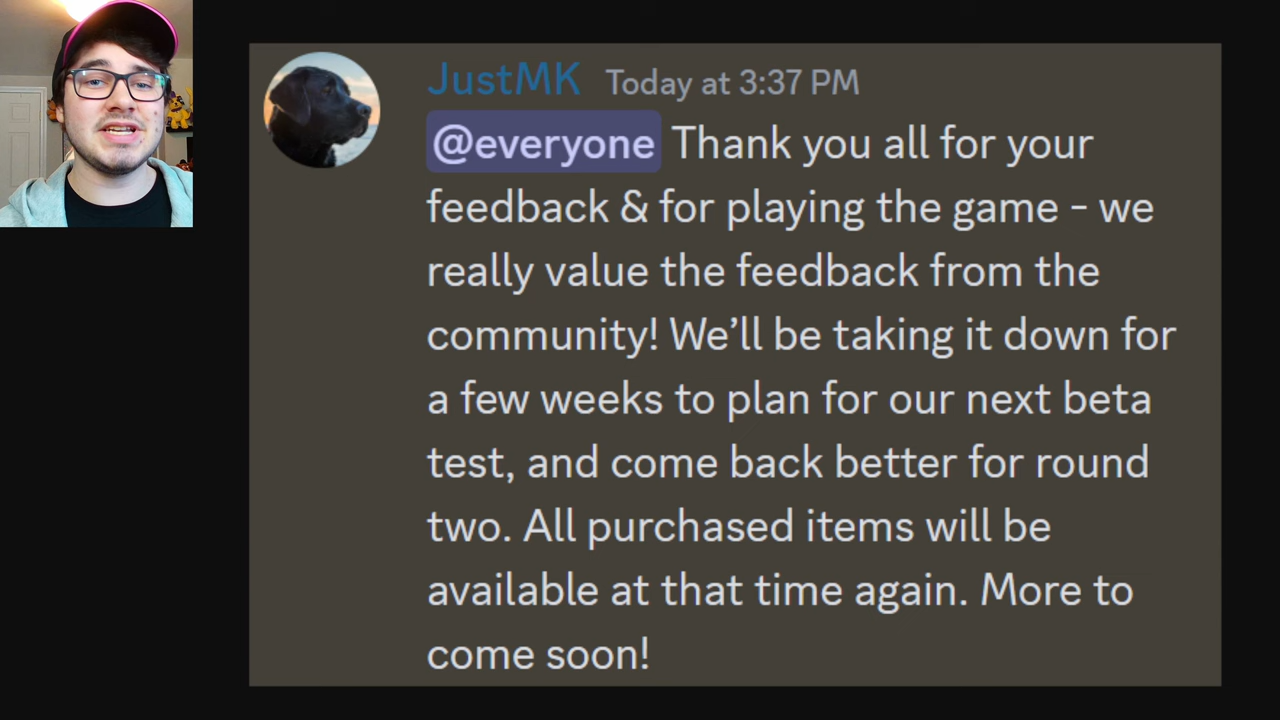 JustMK Today at 3:37 PM
@everyone Thank you all for your
feedback & for playing the game - we
really value the feedback from the
community! We’ll be taking it down for
a few weeks to plan for our next beta
test, and come back better for round
two. All purchased items will be
available at that time again. More to
come soon!